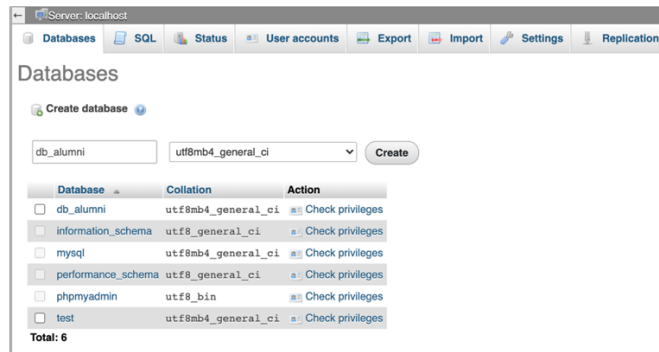 Server: localhost
Databases SQL Status User accounts Export Import Settings Replication
Databases
Create database
db_alumni utf8mb4_general_ci Create
Database Collation Action
db_alumni utf8mb4_general_ci Check privileges
information_schema utf8_general_ci Check privileges
mysql utf8mb4_general_ci Check privileges
performance_schema utf8_general_ci Check privileges
phpmyadmin utf8_bin Check privileges
test utf8mb4_general_ci Check privileges
Total: 6